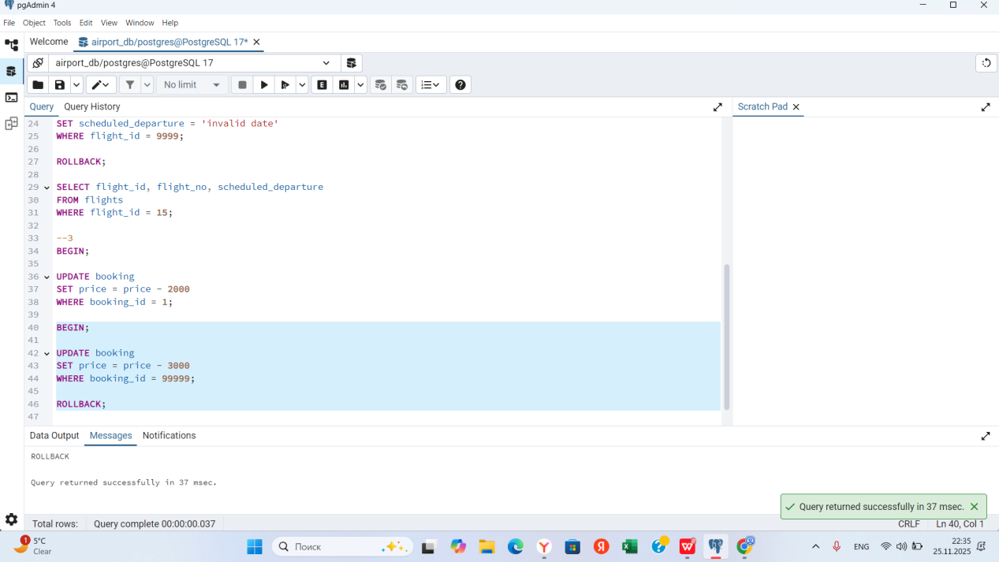 pgAdmin 4
File Object Tools Edit View Window Help
Welcome airport_db/postgres@PostgreSQL 17*
airport_db/postgres@PostgreSQL 17
No limit
Query Query History
Scratch Pad
24 SET scheduled_departure = 'invalid date'
25 WHERE flight_id = 9999;
26
27 ROLLBACK;
28
29 SELECT flight_id, flight_no, scheduled_departure
30 FROM flights
31 WHERE flight_id = 15;
32
33 --3
34 BEGIN;
35
36 UPDATE booking
37 SET price = price - 2000
38 WHERE booking_id = 1;
39
40 BEGIN;
41
42 UPDATE booking
43 SET price = price - 3000
44 WHERE booking_id = 99999;
45
46 ROLLBACK;
47
Data Output Messages Notifications
ROLLBACK
Query returned successfully in 37 msec.
Query returned successfully in 37 msec.
Total rows: Query complete 00:00:00.037
CRLF Ln 40, Col 1
1
5°C
Clear
Поиск
ENG
22:35
25.11.2025